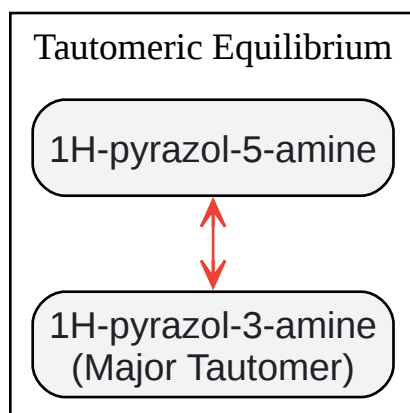 Tautomeric Equilibrium
1H-pyrazol-5-amine
1H-pyrazol-3-amine
(Major Tautomer)